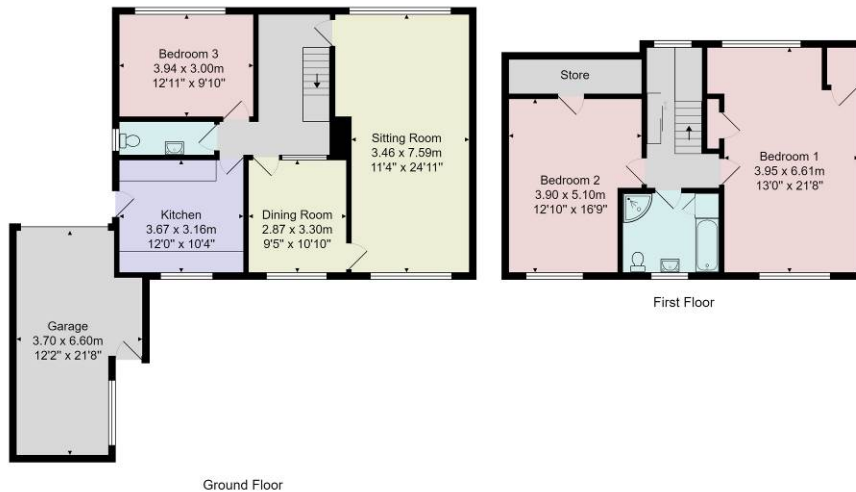 Bedroom 3
3.94 x 3.00m
12'11" x 9'10"
Sitting Room
3.46 x 7.59m
11'4" x 24'11"
Kitchen
3.67 x 3.16m
12'0" x 10'4"
Dining Room
2.87 x 3.30m
9'5" x 10'10"
Garage
3.70 x 6.60m
12'2" x 21'8"
Ground Floor
Store
Bedroom 2
3.90 x 5.10m
12'10" x 16'9"
Bedroom 1
3.95 x 6.61m
13'0" x 21'8"
First Floor